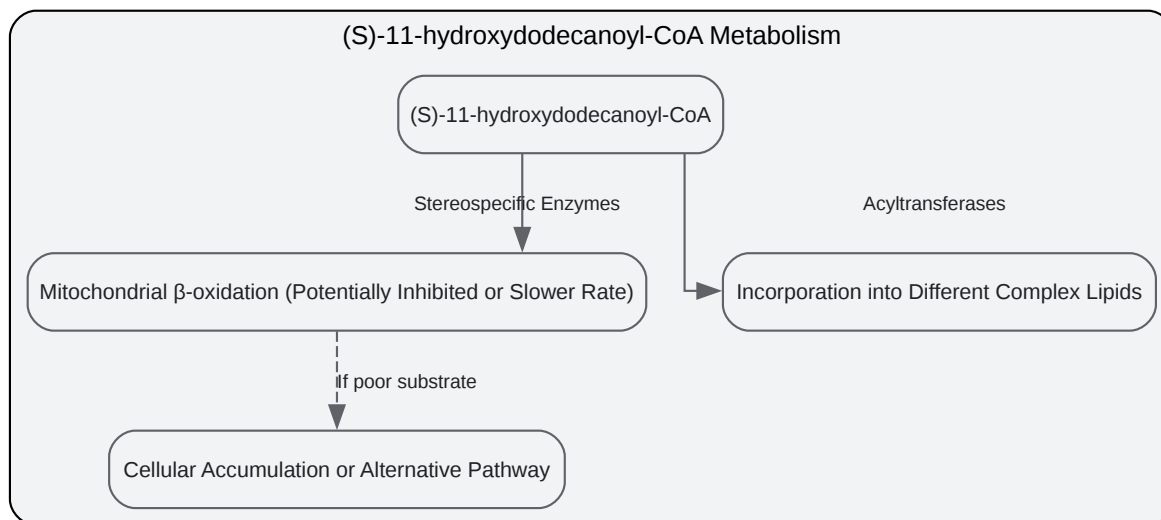 (S)-11-hydroxydodecanoyl-CoA Metabolism
(S)-11-hydroxydodecanoyl-CoA
Stereospecific Enzymes
Acyltransferases
Mitochondrial β-oxidation (Potentially Inhibited or Slower Rate)
Incorporation into Different Complex Lipids
If poor substrate
Cellular Accumulation or Alternative Pathway